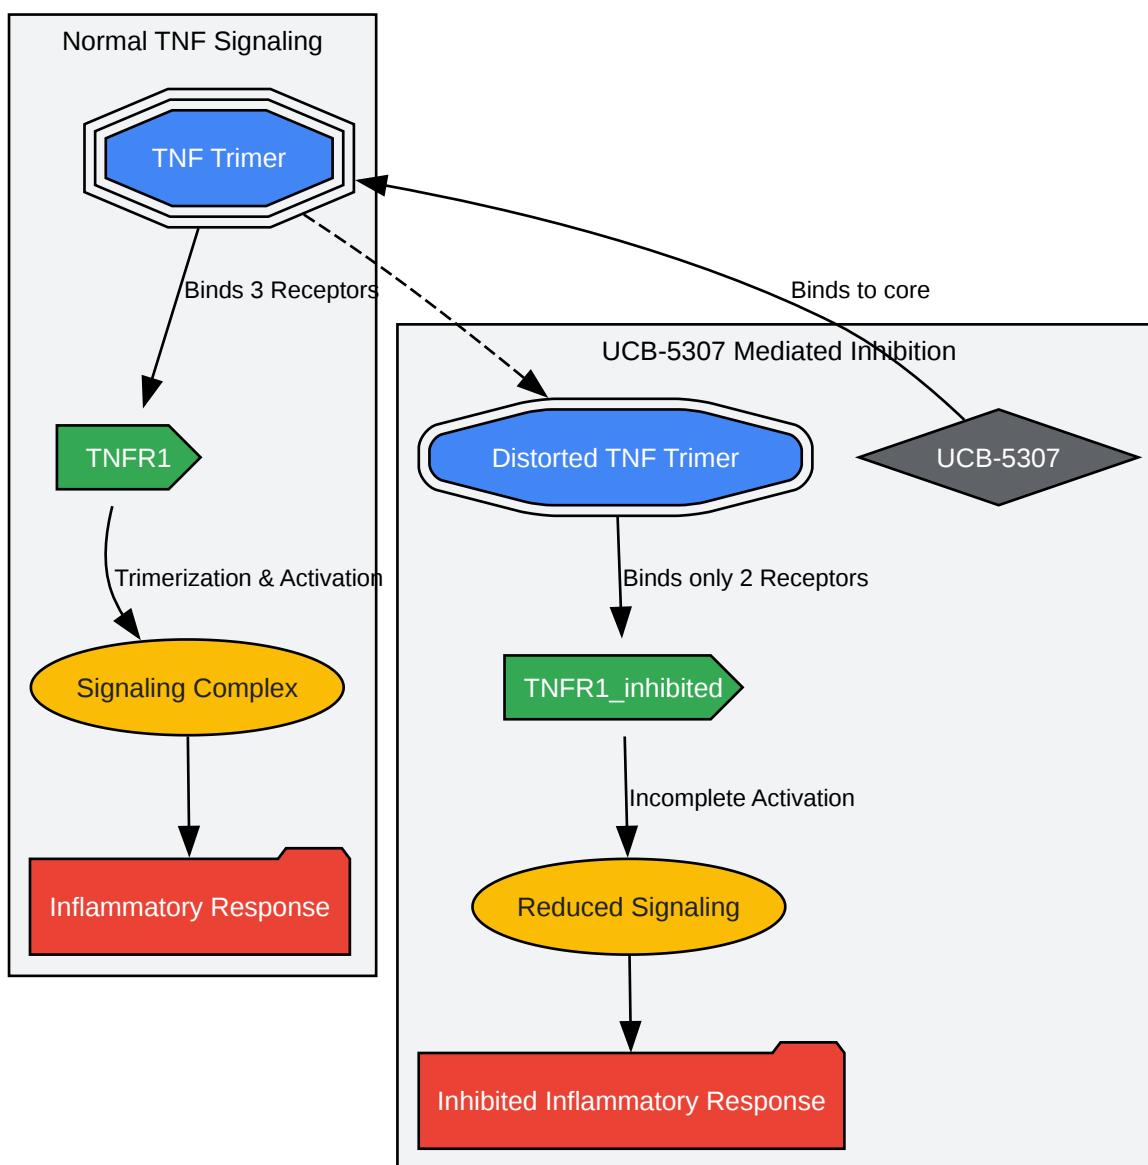 Normal TNF Signaling
TNF Trimer
Binds 3 Receptors
Binds to core
UCB-5307 Mediated Inhibition
TNFR1
Distorted TNF Trimer
UCB-5307
Trimerization & Activation
Binds only 2 Receptors
Signaling Complex
TNFR1_inhibited
Incomplete Activation
Inflammatory Response
Reduced Signaling
Inhibited Inflammatory Response